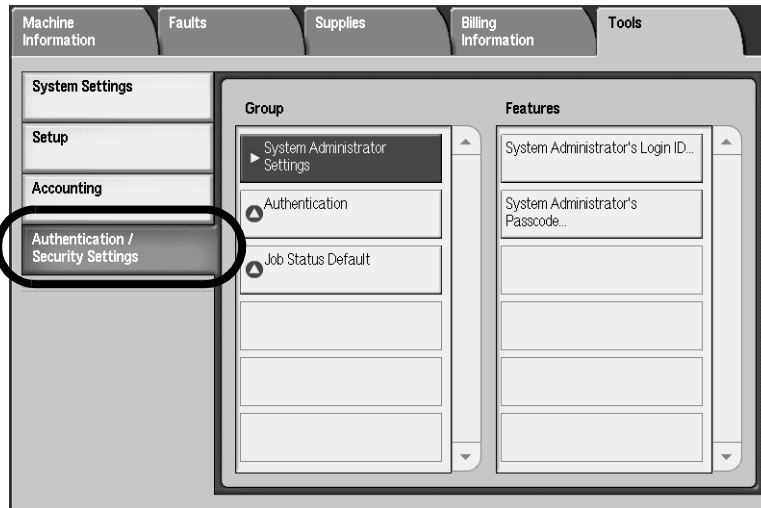 Machine
Information
Faults
Supplies
Billing
Information
Tools
System Settings
Setup
Accounting
Authentication /
Security Settings
Group
System Administrator
Settings
Authentication
Job Status Default
Features
System Administrator's Login ID...
System Administrator's
Passcode...